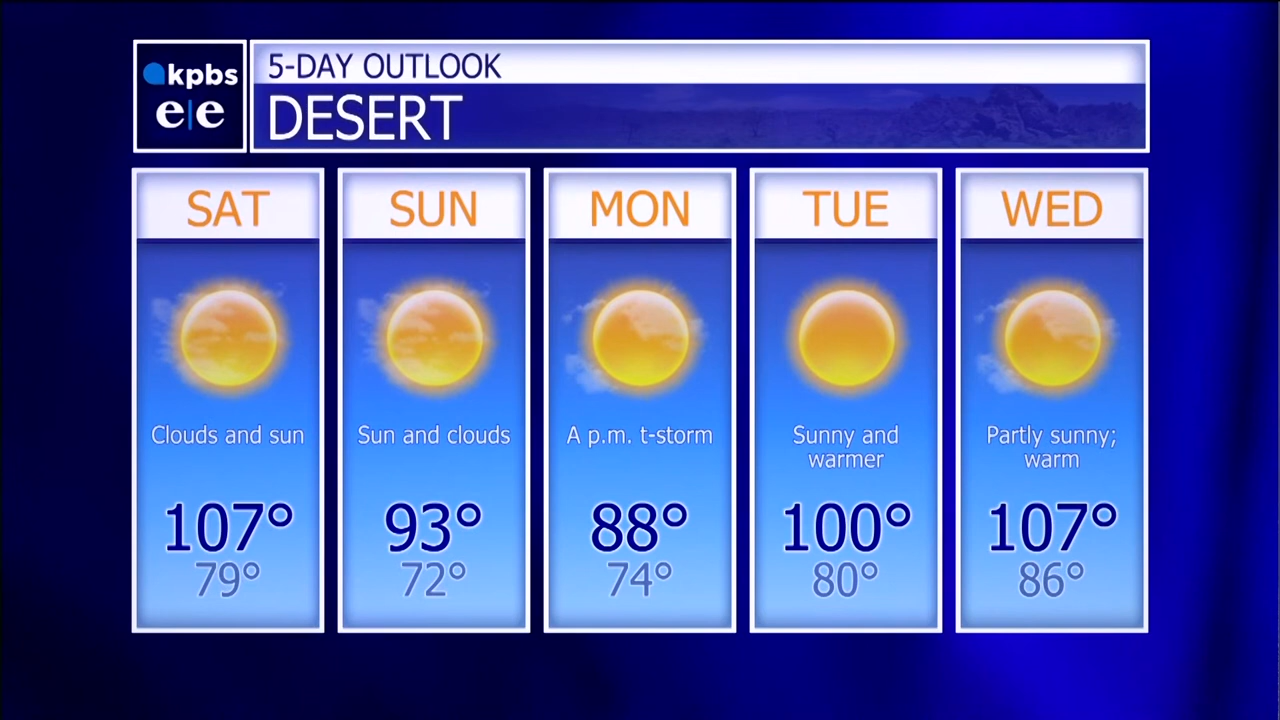 kpbs
e|e
5-DAY OUTLOOK
DESERT
SAT
Clouds and sun
107°
79°
SUN
Sun and clouds
93°
72°
MON
A p.m. t-storm
88°
74°
TUE
Sunny and
warmer
100°
80°
WED
Partly sunny;
warm
107°
86°